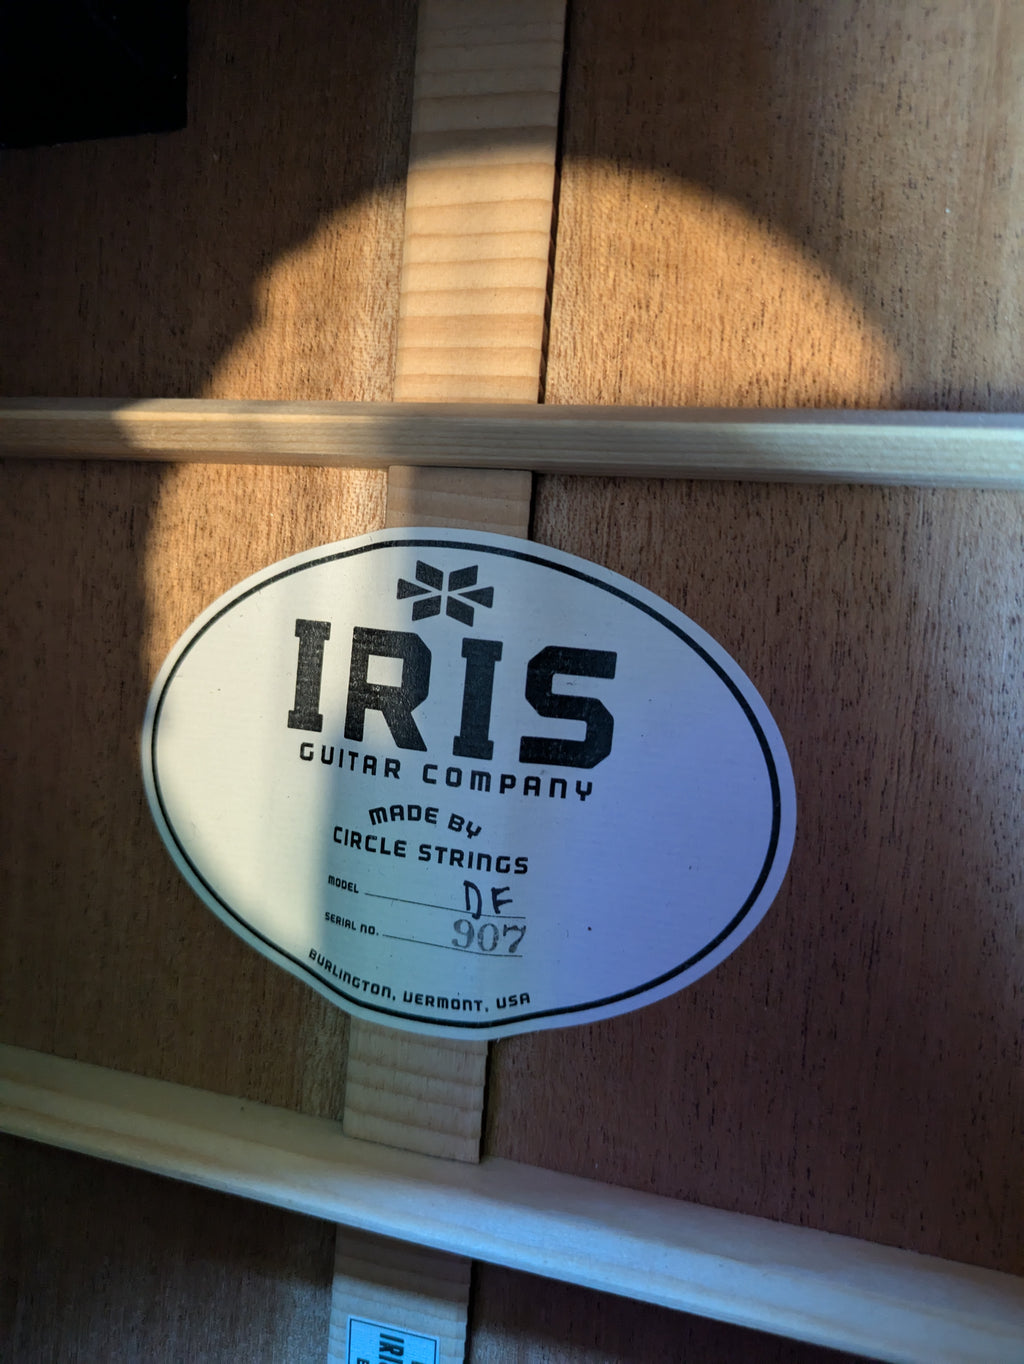 IRIS
GUITAR COMPANY
MADE BY
CIRCLE STRINGS
MODEL DF
SERIAL NO. 907
BURLINGTON, VERMONT, USA